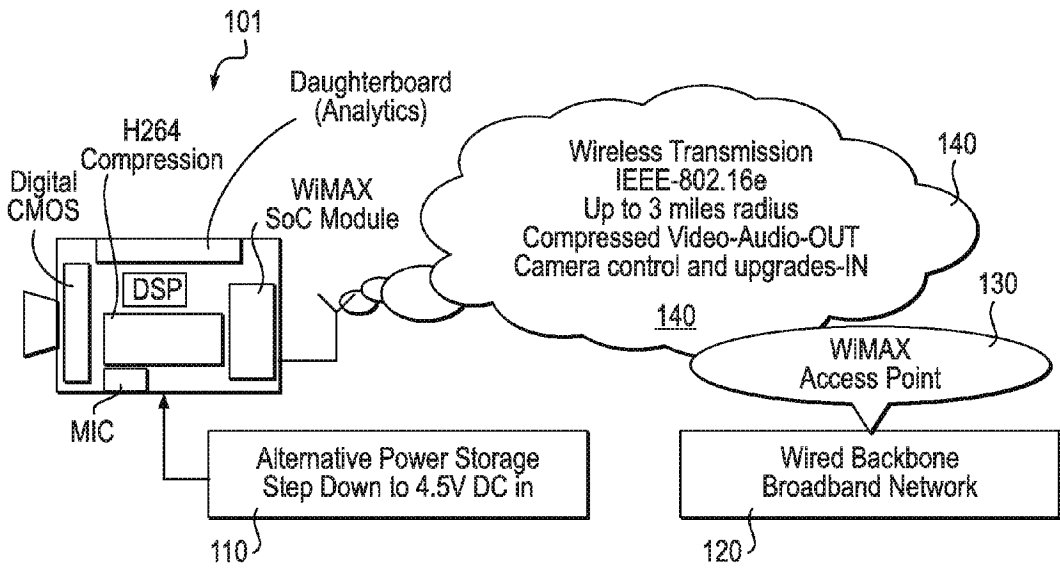 101
Daughterboard
(Analytics)
H264
Compression
Digital
CMOS
WiMAX
SoC Module
DSP
MIC
Wireless Transmission
IEEE-802.16e
Up to 3 miles radius
Compressed Video-Audio-OUT
Camera control and upgrades-IN
140
140
130
WiMAX
Access Point
Alternative Power Storage
Step Down to 4.5V DC in
110
Wired Backbone
Broadband Network
120